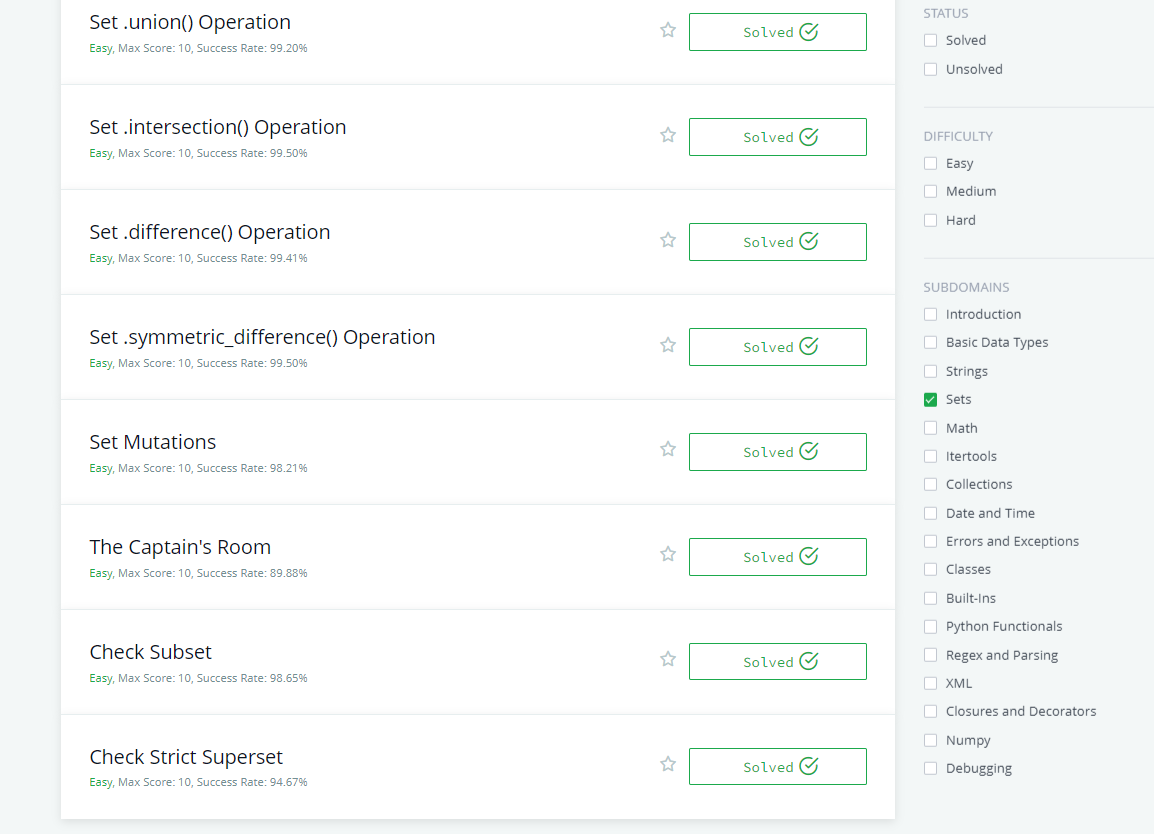 Set .union() Operation
Easy, Max Score: 10, Success Rate: 99.20%
Solved
Set .intersection() Operation
Easy, Max Score: 10, Success Rate: 99.50%
Solved
Set .difference() Operation
Easy, Max Score: 10, Success Rate: 99.41%
Solved
Set .symmetric_difference() Operation
Easy, Max Score: 10, Success Rate: 99.50%
Solved
Set Mutations
Easy, Max Score: 10, Success Rate: 98.21%
Solved
The Captain's Room
Easy, Max Score: 10, Success Rate: 89.88%
Solved
Check Subset
Easy, Max Score: 10, Success Rate: 98.65%
Solved
Check Strict Superset
Easy, Max Score: 10, Success Rate: 94.67%
Solved
STATUS
Solved
Unsolved
DIFFICULTY
Easy
Medium
Hard
SUBDOMAINS
Introduction
Basic Data Types
Strings
Sets
Math
Itertools
Collections
Date and Time
Errors and Exceptions
Classes
Built-Ins
Python Functionals
Regex and Parsing
XML
Closures and Decorators
Numpy
Debugging